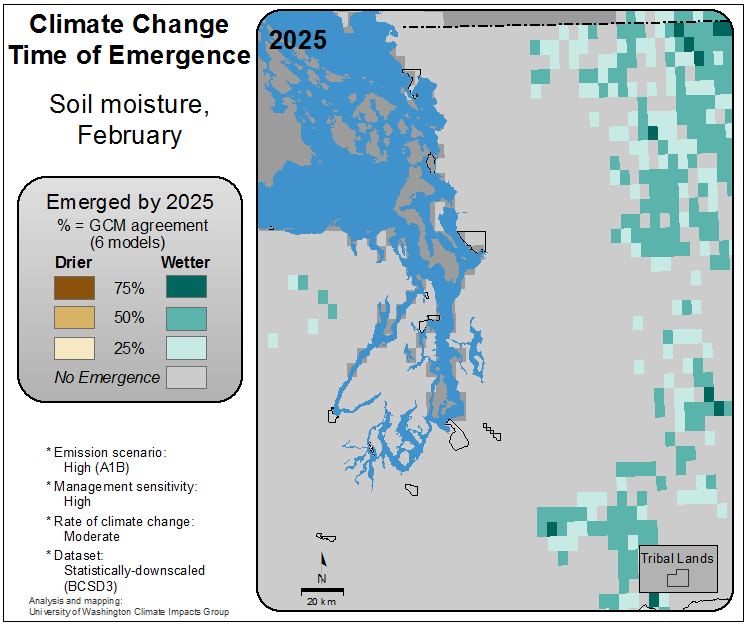 Climate Change
Time of Emergence
Soil moisture,
February
Emerged by 2025
% = GCM agreement
(6 models)
Drier Wetter
75%
50%
25%
No Emergence
* Emission scenario:
High (A1B)
* Management sensitivity:
High
* Rate of climate change:
Moderate
* Dataset:
Statistically-downscaled
(BCSD3)
Analysis and mapping:
University of Washington Climate Impacts Group
2025
N
20 km
Tribal Lands